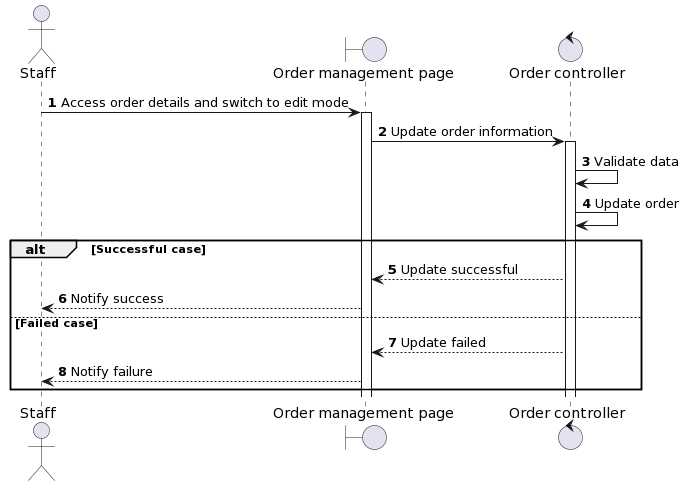 Staff
Order management page
Order controller
1 Access order details and switch to edit mode
2 Update order information
3 Validate data
4 Update order
alt [Successful case]
5 Update successful
6 Notify success
[Failed case]
7 Update failed
8 Notify failure
Staff
Order management page
Order controller